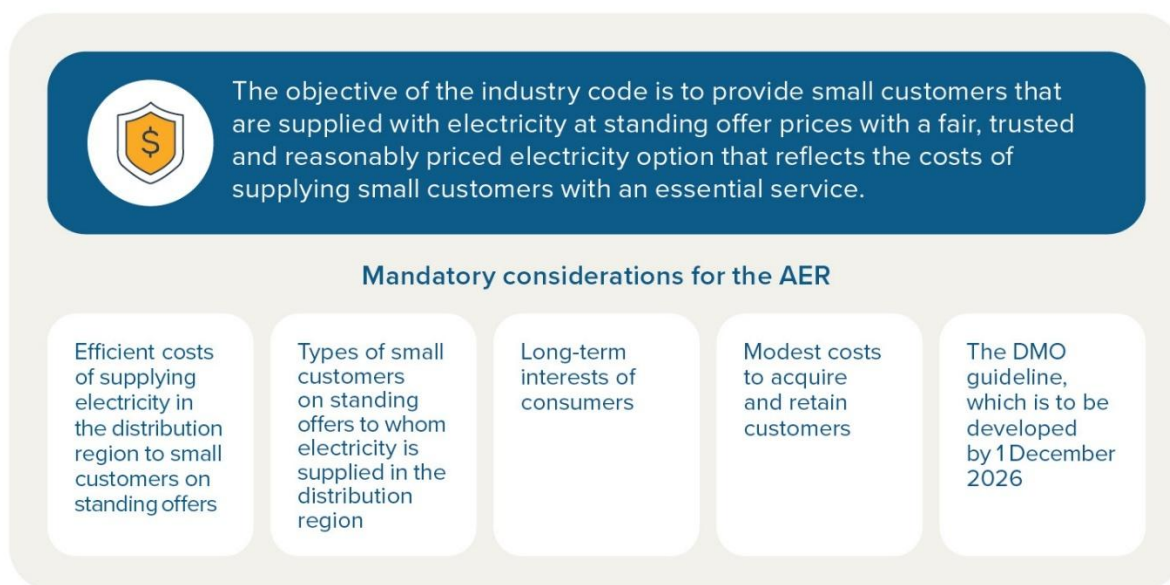 The objective of the industry code is to provide small customers that
are supplied with electricity at standing offer prices with a fair, trusted
and reasonably priced electricity option that reflects the costs of
supplying small customers with an essential service.
$
Mandatory considerations for the AER
Efficient costs
of supplying
electricity in
the distribution
region to small
customers on
standing offers
Types of small
customers
on standing
offers to whom
electricity is
supplied in the
distribution
region
Long-term
interests of
consumers
Modest costs
to acquire
and retain
customers
The DMO
guideline,
which is to be
developed
by 1 December
2026